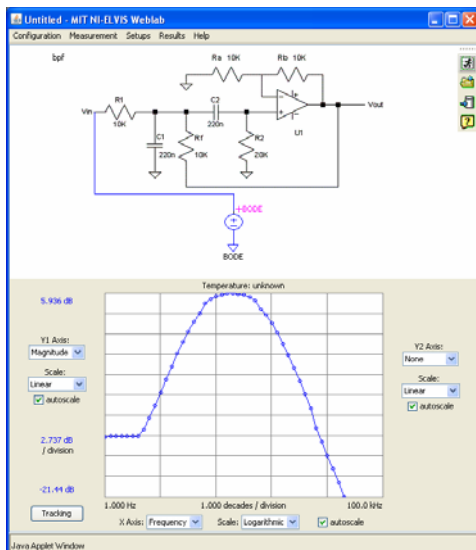 Untitled - MIT NI-ELVIS Weblab
Configuration Measurement Setups Results Help
bpf
Ra 10K
Rb 10K
Vin
R1
10K
C2
220n
Vout
U1
C1
220n
Rf
10K
R2
20K
+BODE
BODE
Temperature: unknown
5.936 dB
Y1 Axis:
Magnitude
Scale:
Linear
autoscale
2.737 dB
/ division
-21.44 dB
Tracking
Y2 Axis:
None
Scale:
Linear
autoscale
1.000 Hz
1.000 decades / division
100.0 kHz
X Axis: Frequency
Scale: Logarithmic
autoscale
Java Applet Window